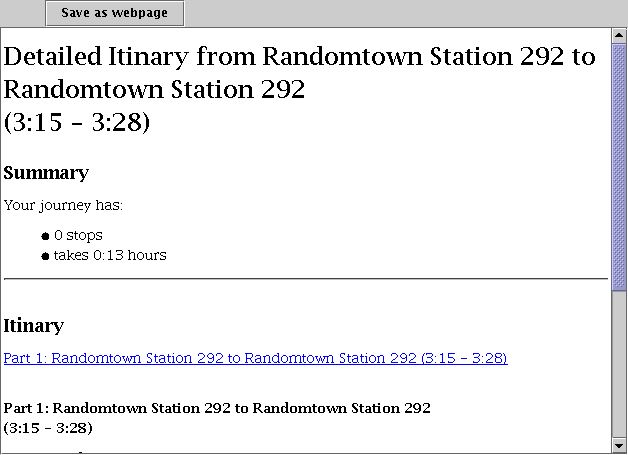 Save as webpage
Detailed Itinary from Randomtown Station 292 to
Randomtown Station 292
(3:15 – 3:28)
Summary
Your journey has:
● 0 stops
● takes 0:13 hours
Itinary
Part 1: Randomtown Station 292 to Randomtown Station 292 (3:15 – 3:28)
Part 1: Randomtown Station 292 to Randomtown Station 292
(3:15 – 3:28)